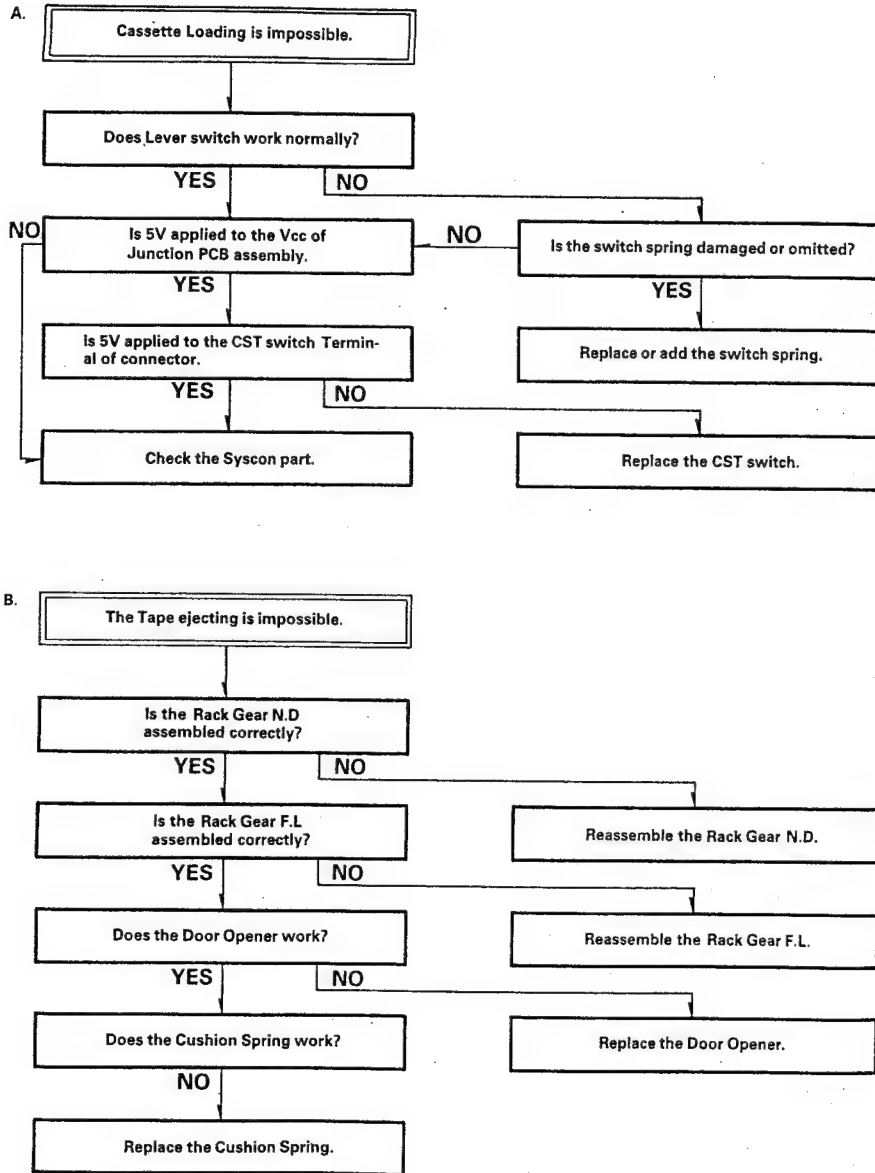 A.
Cassette Loading is impossible.
Does Lever switch work normally?
YES
NO
NO
Is 5V applied to the Vcc of
Junction PCB assembly.
NO
Is the switch spring damaged or omitted?
YES
YES
Is 5V applied to the CST switch Termin-
al of connector.
Replace or add the switch spring.
YES
NO
Check the Syscon part.
Replace the CST switch.
B.
The Tape ejecting is impossible.
Is the Rack Gear N.D
assembled correctly?
YES
NO
Is the Rack Gear F.L
assembled correctly?
Reassemble the Rack Gear N.D.
YES
NO
Does the Door Opener work?
Reassemble the Rack Gear F.L.
YES
NO
Does the Cushion Spring work?
Replace the Door Opener.
NO
Replace the Cushion Spring.